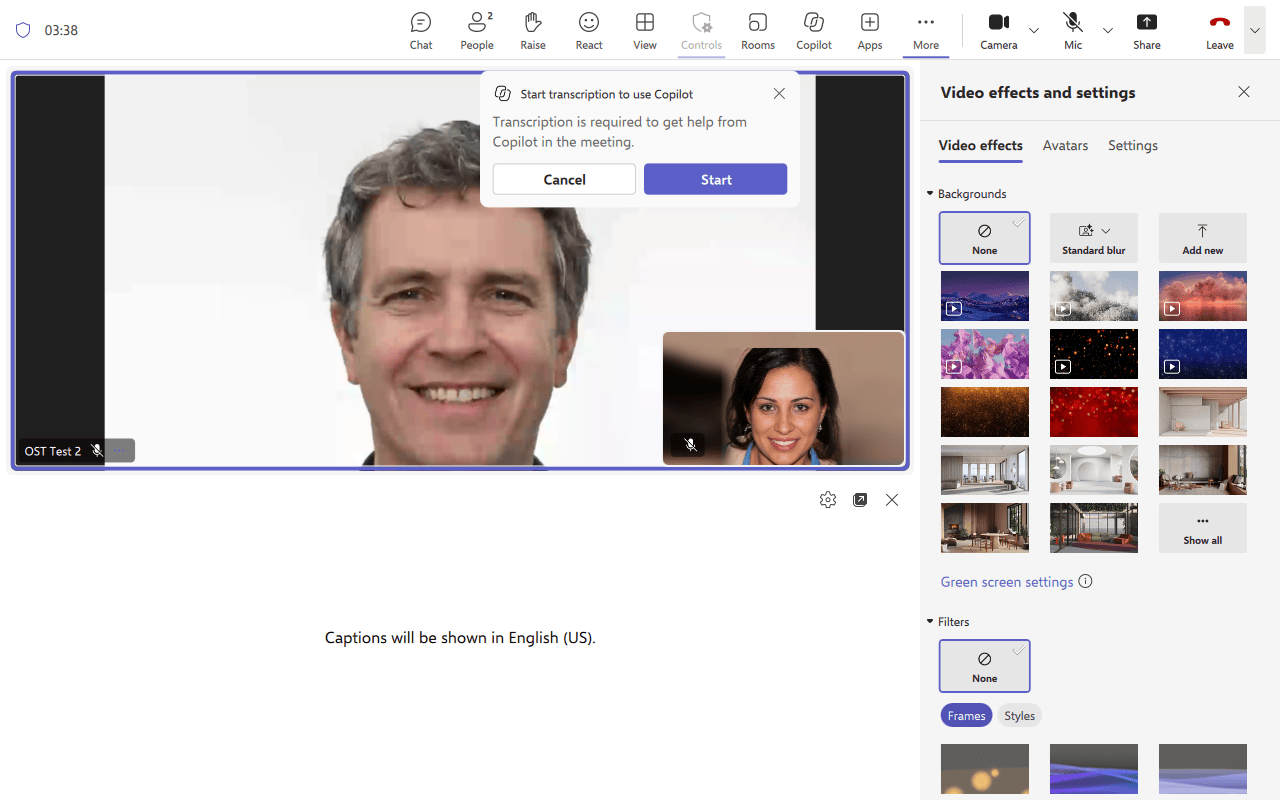 03:38
Chat
People
2
Raise
React
View
Controls
Rooms
Copilot
Apps
More
Camera
Mic
Share
Leave
Start transcription to use Copilot
Transcription is required to get help from
Copilot in the meeting.
Cancel
Start
OST Test 2
Captions will be shown in English (US).
Video effects and settings
Video effects
Avatars
Settings
Backgrounds
None
Standard blur
Add new
Show all
Green screen settings
Filters
None
Frames
Styles